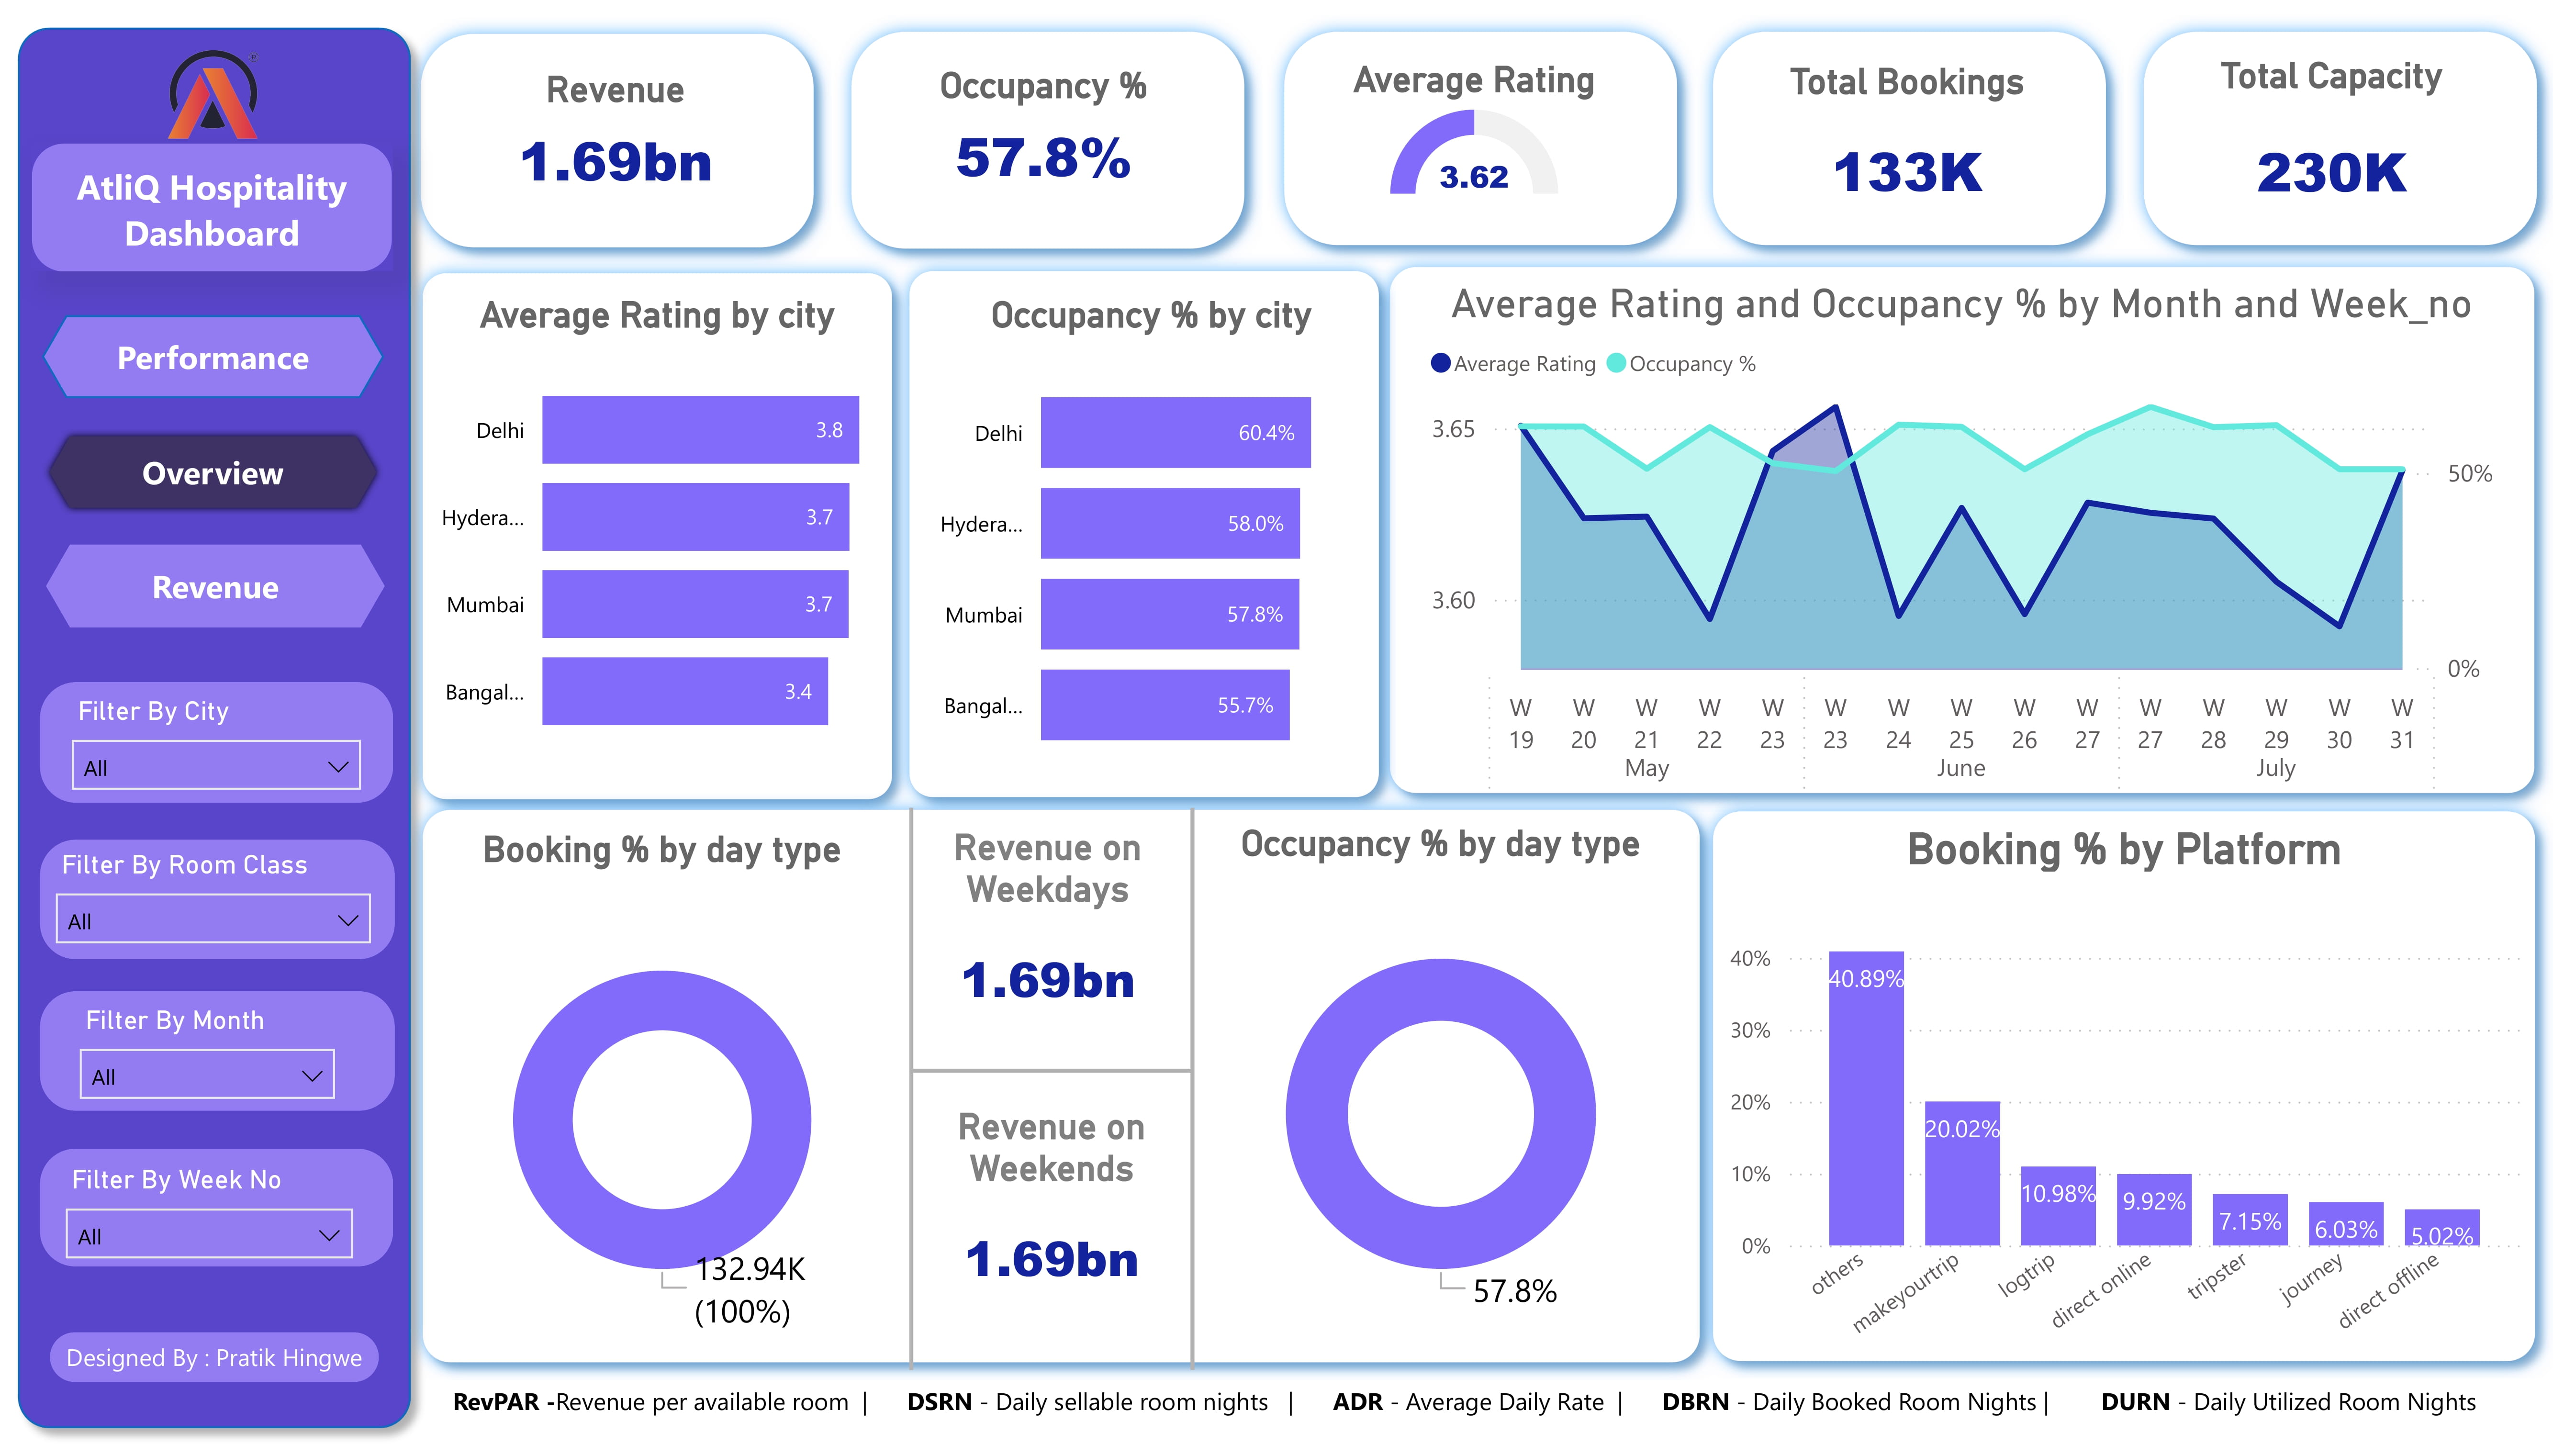 AtliQ Hospitality
Dashboard
Performance
Overview
Revenue
Filter By City
All
Filter By Room Class
All
Filter By Month
All
Filter By Week No
All
Designed By : Pratik Hingwe
Revenue
1.69bn
Occupancy %
57.8%
Average Rating
3.62
Total Bookings
133K
Total Capacity
230K
Average Rating by city
Delhi
3.8
Hydera...
3.7
Mumbai
3.7
Bangal...
3.4
Occupancy % by city
Delhi
60.4%
Hydera...
58.0%
Mumbai
57.8%
Bangal...
55.7%
Average Rating and Occupancy % by Month and Week_no
Average Rating Occupancy %
3.65
3.60
50%
0%
W W W W W W W W W W W W W W W
19 20 21 22 23 23 24 25 26 27 27 28 29 30 31
May June July
Booking % by day type
132.94K
(100%)
Revenue on
Weekdays
1.69bn
Revenue on
Weekends
1.69bn
Occupancy % by day type
57.8%
Booking % by Platform
40%
30%
20%
10%
0%
40.89%
20.02%
10.98%
9.92%
7.15%
6.03%
5.02%
others
makeyourtrip
logtrip
direct online
tripster
journey
direct offline
RevPAR -Revenue per available room | DSRN - Daily sellable room nights | ADR - Average Daily Rate | DBRN - Daily Booked Room Nights | DURN - Daily Utilized Room Nights